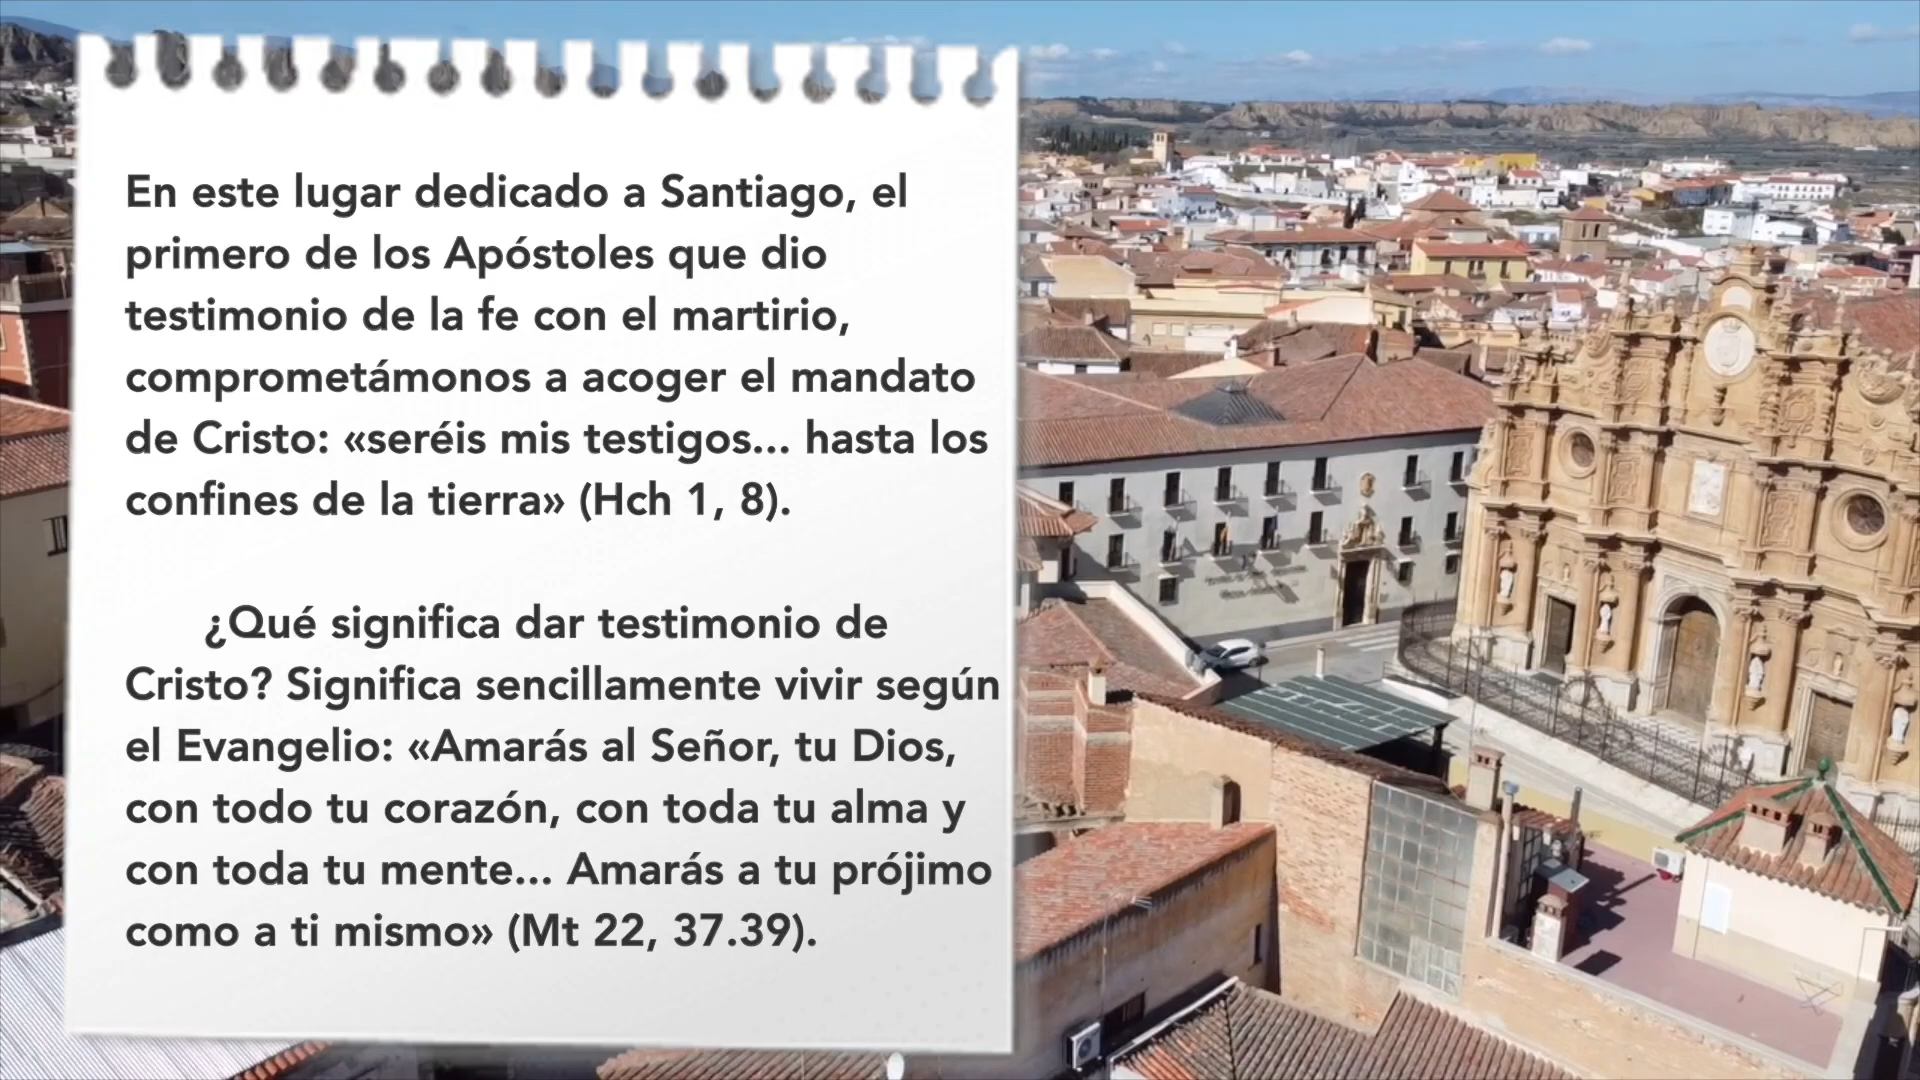 En este lugar dedicado a Santiago, el
primero de los Apóstoles que dio
testimonio de la fe con el martirio,
comprometámonos a acoger el mandato
de Cristo: «seréis mis testigos... hasta los
confines de la tierra» (Hch 1, 8).
¿Qué significa dar testimonio de
Cristo? Significa sencillamente vivir según
el Evangelio: «Amarás al Señor, tu Dios,
con todo tu corazón, con toda tu alma y
con toda tu mente... Amarás a tu prójimo
como a ti mismo» (Mt 22, 37.39).